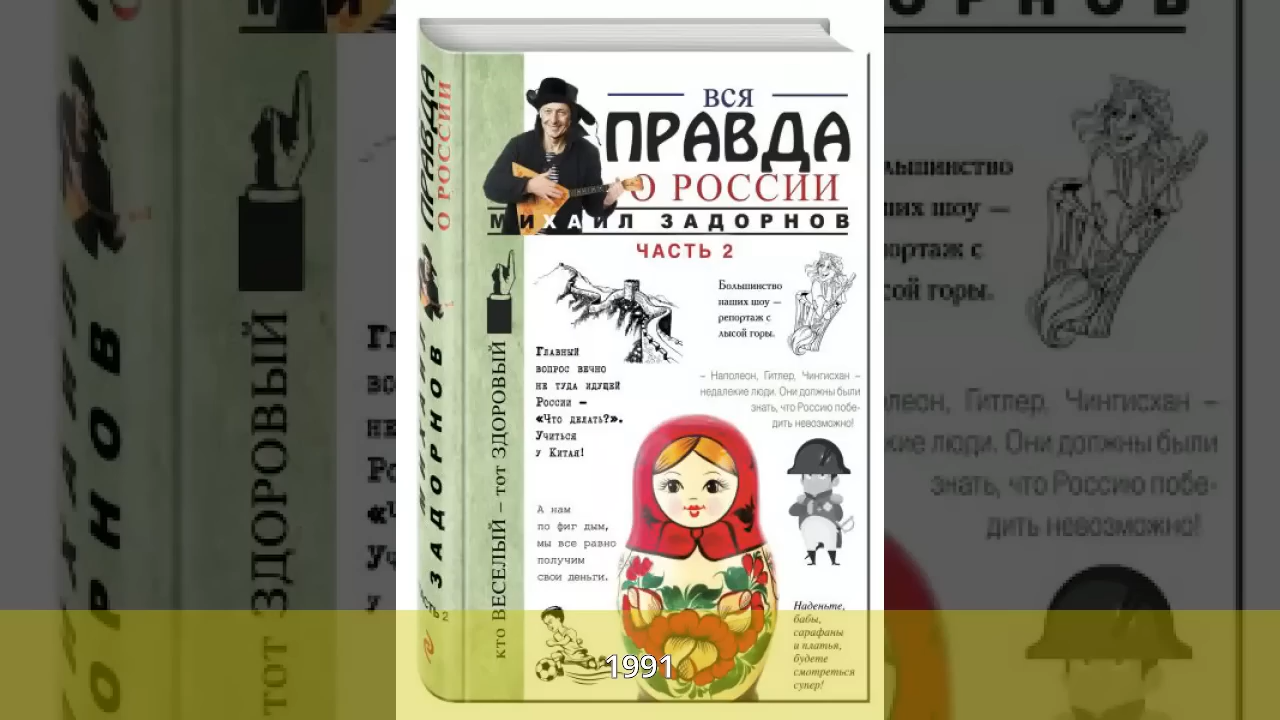 ВСЯ
ПРАВДА
О РОССИИ
МИХАИЛ ЗАДОРНОВ
ЧАСТЬ 2
Большинство
наших шоу —
репортаж с
лысой горы.
Главный
вопрос вечно
не туда идущей
России —
«Что делать?».
Учиться
у Китая!
– Наполеон, Гитлер, Чингисхан –
недалекие люди. Они должны были
знать, что Россию побе-
дить невозможно!
А нам
по фиг дым,
мы все равно
получим
свои деньги.
Наденьте,
бабы,
сарафаны
и платья,
будете
смотреться
супер!
кто ВЕСЕЛЫЙ – тот ЗДОРОВЫЙ
МИХАИЛ ЗАДОРНОВ
ПРАВДА
О РОССИИ
ЧАСТЬ 2
1991